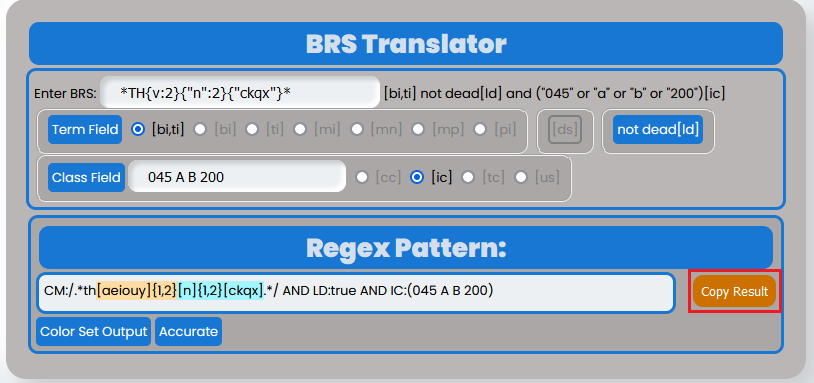 BRS Translator
Enter BRS: *TH{v:2}{"n":2}{"ckqx"}* [bi,ti] not dead[ld] and ("045" or "a" or "b" or "200")[ic]
Term Field [bi,ti] [bi] [ti] [mi] [mn] [mp] [pi] [ds] not dead[ld]
Class Field 045 A B 200 [cc] [ic] [tc] [us]
Regex Pattern:
CM:/.*th[aeiouy]{1,2}[n]{1,2}[ckqx].*/ AND LD:true AND IC:(045 A B 200) Copy Result
Color Set Output Accurate